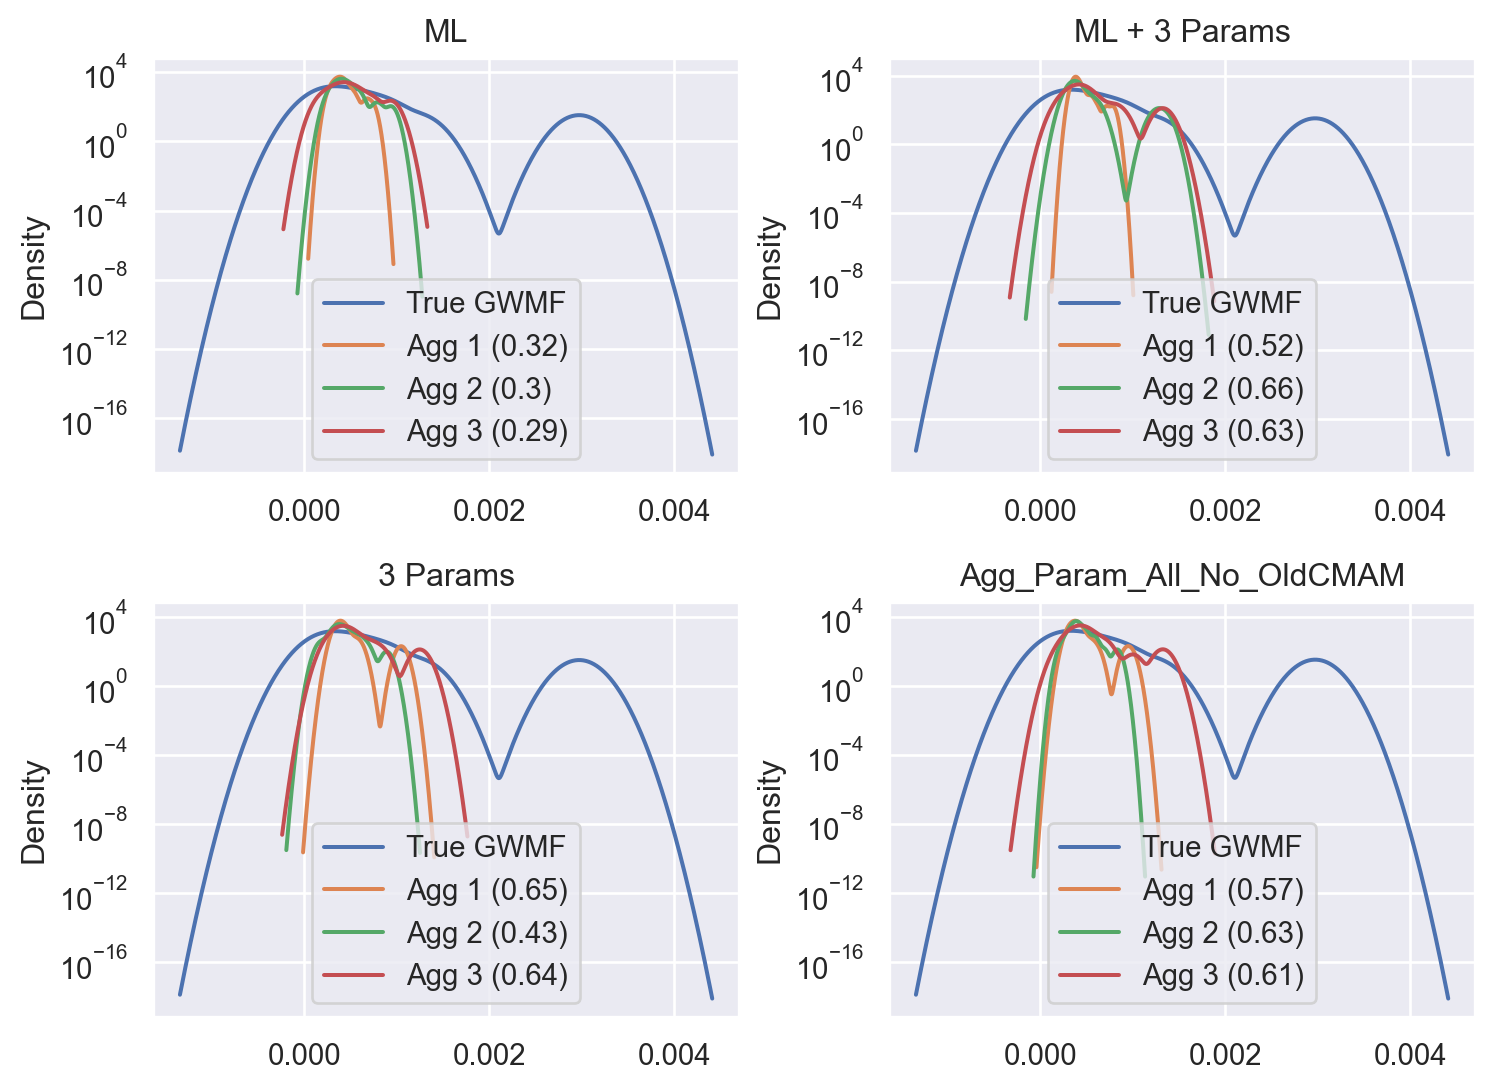 ML
Density
10^4
10^0
10^−4
10^−8
10^−12
10^−16
True GWMF
Agg 1 (0.32)
Agg 2 (0.3)
Agg 3 (0.29)
0.000 0.002 0.004
ML + 3 Params
Density
10^4
10^0
10^−4
10^−8
10^−12
10^−16
True GWMF
Agg 1 (0.52)
Agg 2 (0.66)
Agg 3 (0.63)
0.000 0.002 0.004
3 Params
Density
10^4
10^0
10^−4
10^−8
10^−12
10^−16
True GWMF
Agg 1 (0.65)
Agg 2 (0.43)
Agg 3 (0.64)
0.000 0.002 0.004
Agg_Param_All_No_OldCMAM
Density
10^4
10^0
10^−4
10^−8
10^−12
10^−16
True GWMF
Agg 1 (0.57)
Agg 2 (0.63)
Agg 3 (0.61)
0.000 0.002 0.004